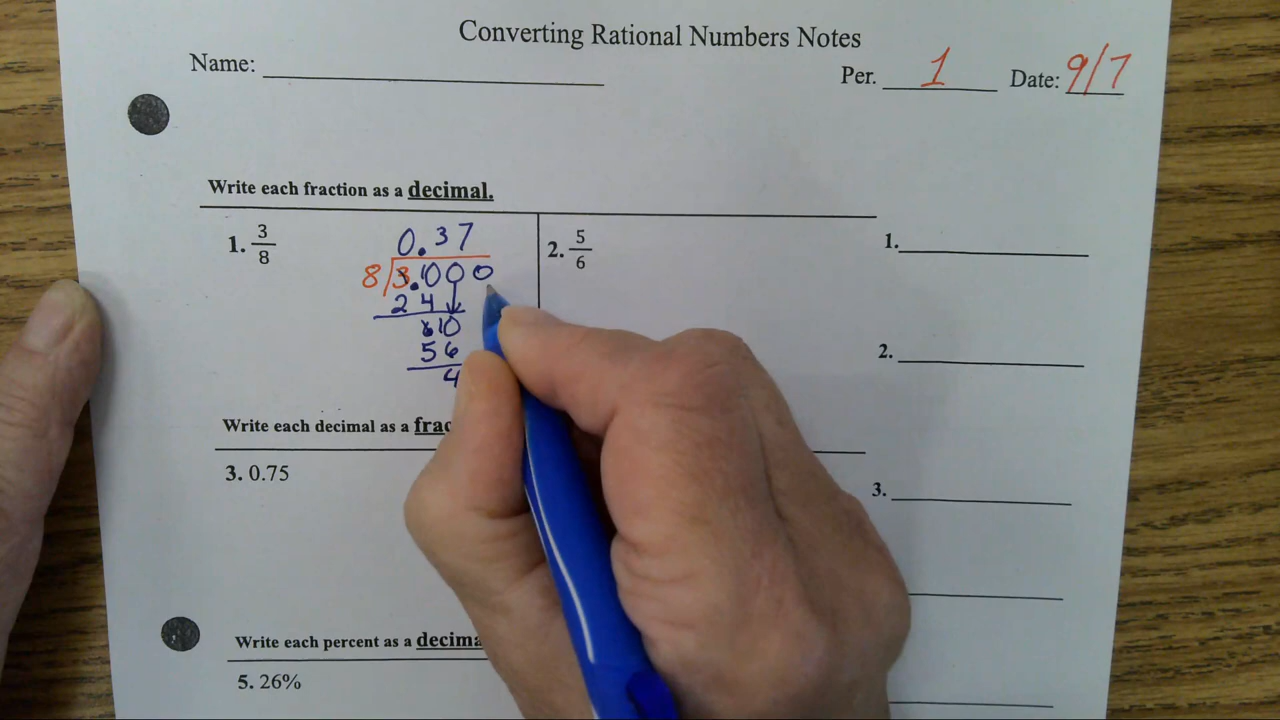 Converting Rational Numbers Notes
Name: Per. 1 Date: 9/7
Write each fraction as a decimal.
1. 3/8
0.37
8 3.000
24
60
56
4
2. 5/6
1.
2.
Write each decimal as a
3. 0.75
3.
Write each percent as a
5. 26%